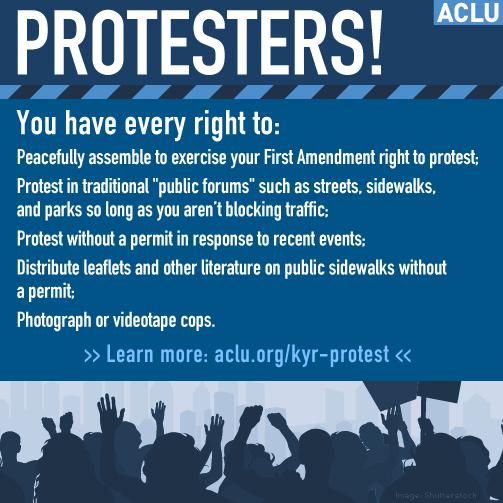 ACLU
PROTESTERS!
You have every right to:
Peacefully assemble to exercise your First Amendment right to protest;
Protest in traditional "public forums" such as streets, sidewalks,
and parks so long as you aren't blocking traffic;
Protest without a permit in response to recent events;
Distribute leaflets and other literature on public sidewalks without
a permit;
Photograph or videotape cops.
>> Learn more: aclu.org/kyr-protest <<
Image: Shutterstock